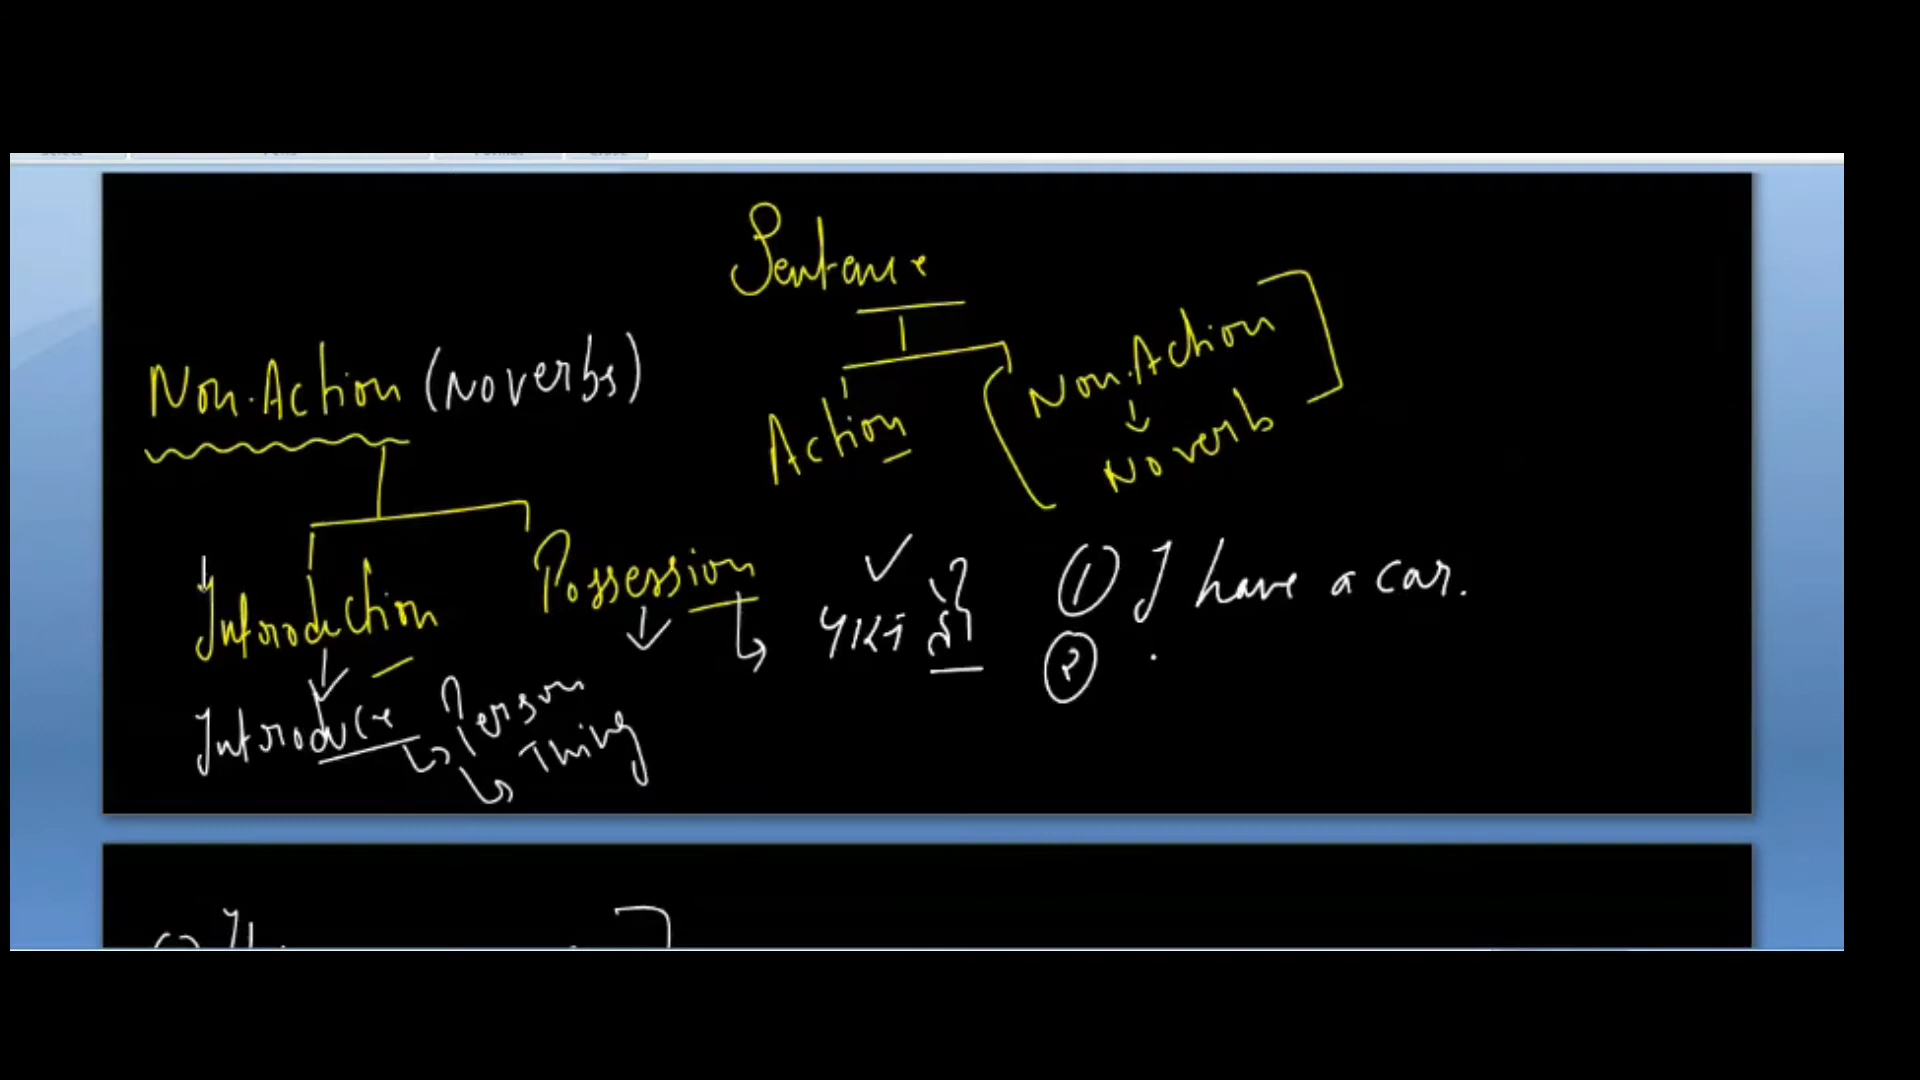 Sentence
Non-Action (No verbs)
Action
Non-Action
No verb
Introduction
Possession
Introduce
Person
Thing
① I have a car.
②